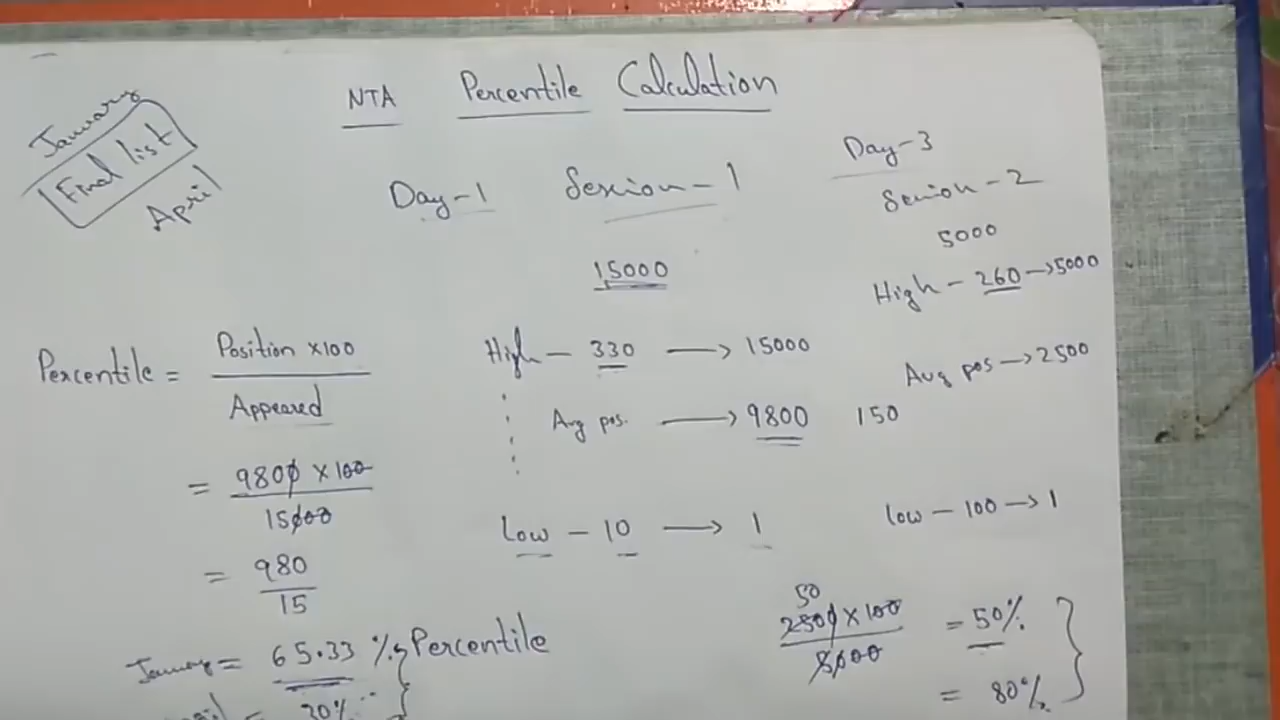 NTA Percentile Calculation
January
Final list
April
Day-1 Session-1
15000
High - 330 → 15000
Avg pos. → 9800 150
Low - 10 → 1
Day-3
Session-2
5000
High - 260 → 5000
Avg pos → 2500
Low - 100 → 1
Percentile = Position ×100
Appeared
= 9800 ×100
15000
= 980
15
January = 65.33 % Percentile
= 20%
50
2500 × 100 = 50%
5000
= 80%